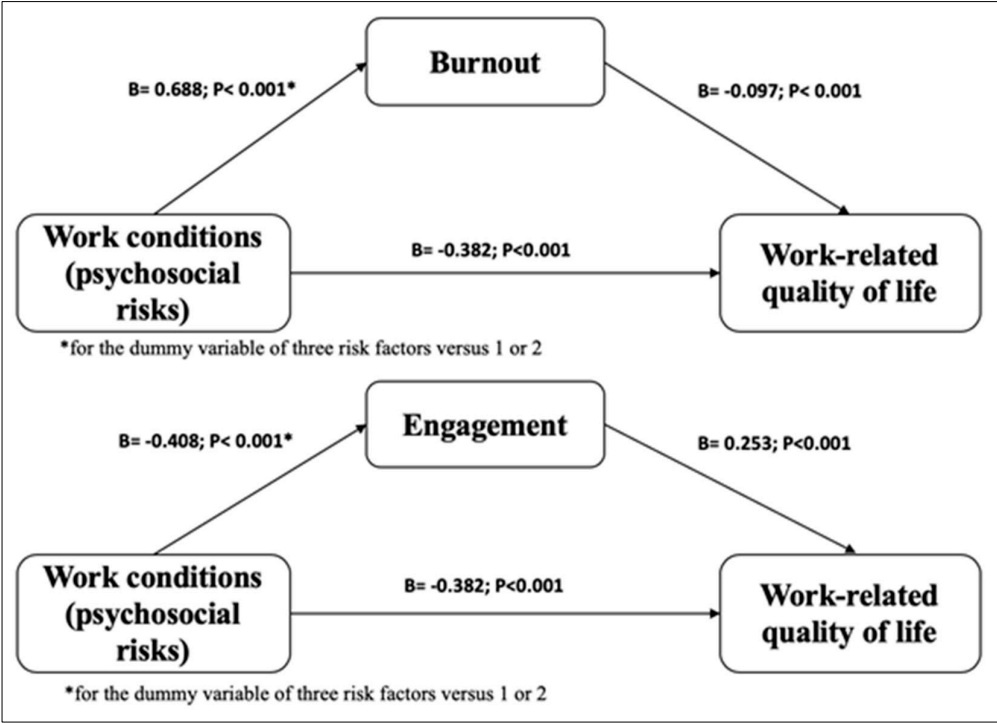 Burnout
B= 0.688; P< 0.001*
B= -0.097; P< 0.001
Work conditions
(psychosocial
risks)
B= -0.382; P<0.001
Work-related
quality of life
*for the dummy variable of three risk factors versus 1 or 2
Engagement
B= -0.408; P< 0.001*
B= 0.253; P<0.001
Work conditions
(psychosocial
risks)
B= -0.382; P<0.001
Work-related
quality of life
*for the dummy variable of three risk factors versus 1 or 2